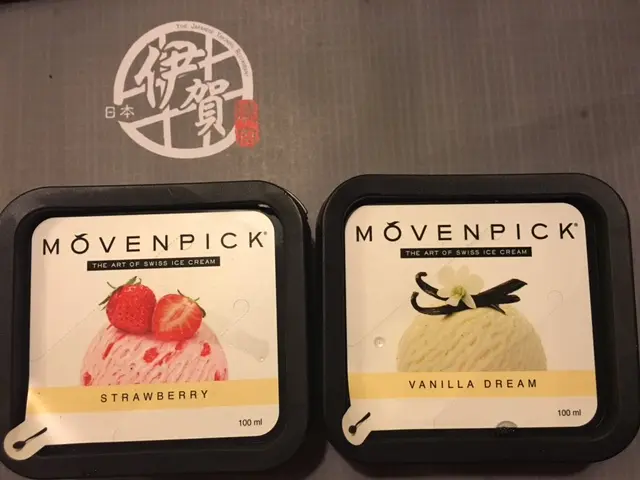 日本
伊賀
MÖVENPICK®
THE ART OF SWISS ICE CREAM
STRAWBERRY
100 ml
MÖVENPICK®
THE ART OF SWISS ICE CREAM
VANILLA DREAM
100 ml